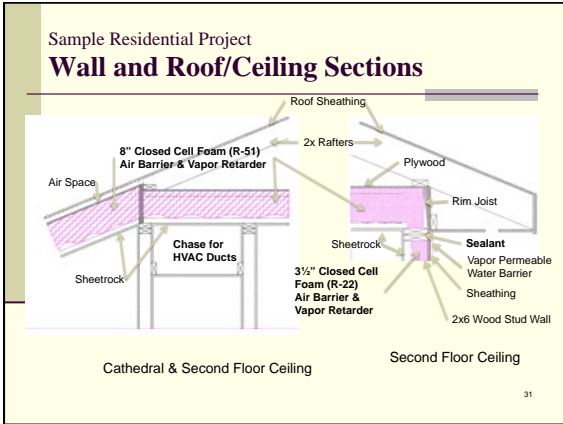 Sample Residential Project
Wall and Roof/Ceiling Sections
Roof Sheathing
8” Closed Cell Foam (R-51)
Air Barrier & Vapor Retarder
2x Rafters
Plywood
Air Space
Rim Joist
Chase for
HVAC Ducts
Sheetrock
Sheetrock
Sealant
Vapor Permeable
Water Barrier
3½” Closed Cell
Foam (R-22)
Air Barrier &
Vapor Retarder
Sheathing
2x6 Wood Stud Wall
Cathedral & Second Floor Ceiling
Second Floor Ceiling
31